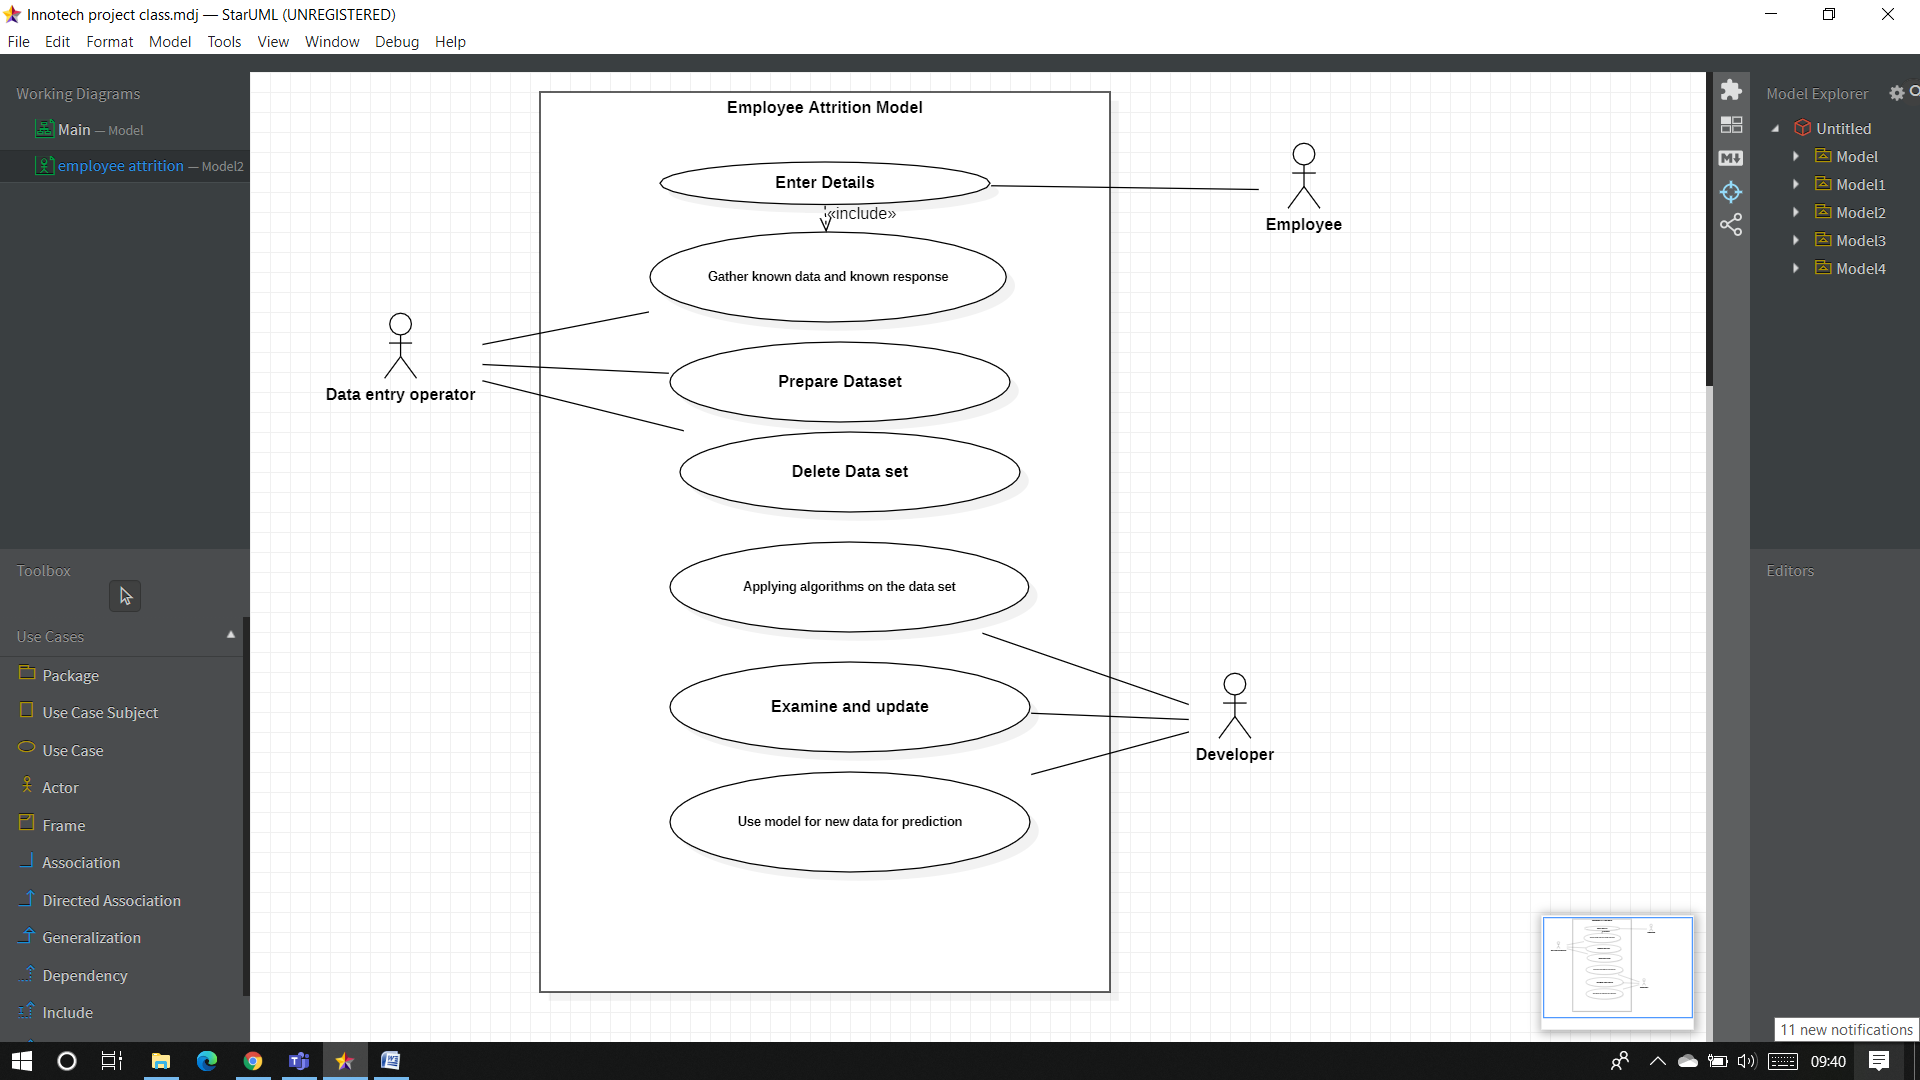 Innotech project class.mdj — StarUML (UNREGISTERED)
File Edit Format Model Tools View Window Debug Help
Working Diagrams
Main — Model
employee attrition — Model2
Toolbox
Use Cases
Package
Use Case Subject
Use Case
Actor
Frame
Association
Directed Association
Generalization
Dependency
Include
Employee Attrition Model
Enter Details
«include»
Gather known data and known response
Prepare Dataset
Delete Data set
Applying algorithms on the data set
Examine and update
Use model for new data for prediction
Data entry operator
Employee
Developer
M
Model Explorer
Untitled
Model
Model1
Model2
Model3
Model4
Editors
11 new notifications
09:40